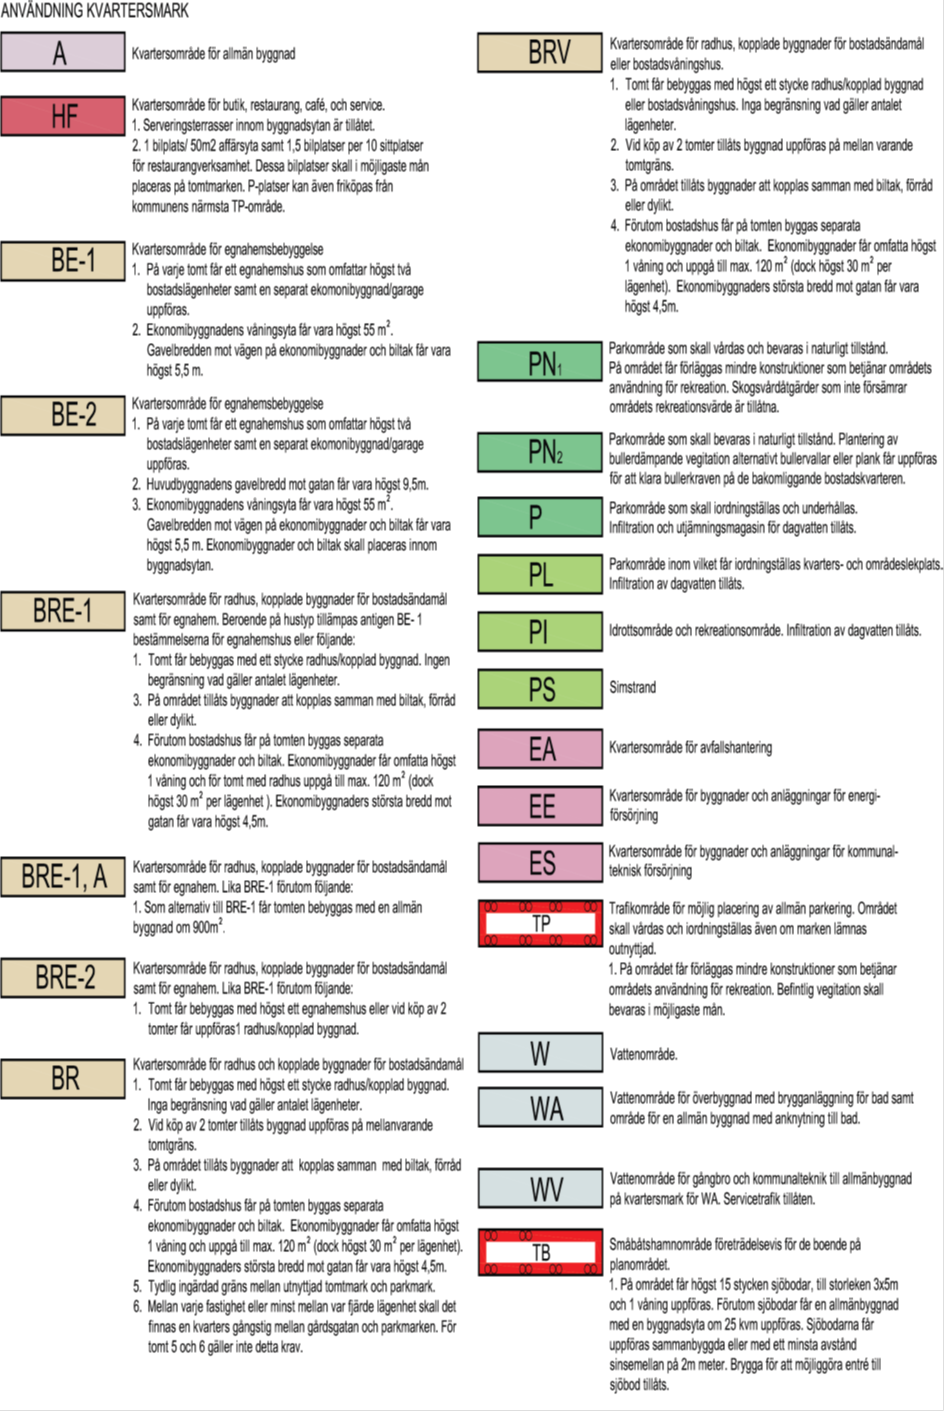 ANVÄNDNING KVARTERSMARK
A
Kvartersområde för allmän byggnad
HF
Kvartersområde för butik, restaurang, café, och service.
1. Serveringsterrasser innom byggnadsytan är tillåtet.
2. 1 bilplats/ 50m2 affärsyta samt 1,5 bilplatser per 10 sittplatser
för restaurangverksamhet. Dessa bilplatser skall i möjligaste mån
placeras på tomtmarken. P-platser kan även friköpas från
kommunens närmsta TP-område.
BE-1
Kvartersområde för egnahemsbebyggelse
1. På varje tomt får ett egnahemshus som omfattar högst två
bostadslägenheter samt en separat ekomonibyggnad/garage
uppföras.
2. Ekonomibyggnadens våningsyta får vara högst 55 m².
Gavelbredden mot vägen på ekonomibyggnader och biltak får vara
högst 5,5 m.
BE-2
Kvartersområde för egnahemsbebyggelse
1. På varje tomt får ett egnahemshus som omfattar högst två
bostadslägenheter samt en separat ekomonibyggnad/garage
uppföras.
2. Huvudbyggnadens gavelbredd mot gatan får vara högst 9,5m.
3. Ekonomibyggnadens våningsyta får vara högst 55 m².
Gavelbredden mot vägen på ekonomibyggnader och biltak får vara
högst 5,5 m. Ekonomibyggnader och biltak skall placeras innom
byggnadsytan.
BRE-1
Kvartersområde för radhus, kopplade byggnader för bostadsändamål
samt för egnahem. Beroende på hustyp tillämpas antigen BE- 1
bestämmelserna för egnahemshus eller följande:
1. Tomt får bebyggas med ett stycke radhus/kopplad byggnad. Ingen
begränsning vad gäller antalet lägenheter.
3. På området tillåts byggnader att kopplas samman med biltak, förråd
eller dylikt.
4. Förutom bostadshus får på tomten byggas separata
ekonomibyggnader och biltak. Ekonomibyggnader får omfatta högst
1 våning och för tomt med radhus uppgå till max. 120 m² (dock
högst 30 m² per lägenhet ). Ekonomibyggnaders största bredd mot
gatan får vara högst 4,5m.
BRE-1, A
Kvartersområde för radhus, kopplade byggnader för bostadsändamål
samt för egnahem. Lika BRE-1 förutom följande:
1. Som alternativ till BRE-1 får tomten bebyggas med en allmän
byggnad om 900m².
BRE-2
Kvartersområde för radhus, kopplade byggnader för bostadsändamål
samt för egnahem. Lika BRE-1 förutom följande:
1. Tomt får bebyggas med högst ett egnahemshus eller vid köp av 2
tomter får uppföras1 radhus/kopplad byggnad.
BR
Kvartersområde för radhus och kopplade byggnader för bostadsändamål
1. Tomt får bebyggas med högst ett stycke radhus/kopplad byggnad.
Inga begränsning vad gäller antalet lägenheter.
2. Vid köp av 2 tomter tillåts byggnad uppföras på mellanvarande
tomtgräns.
3. På området tillåts byggnader att kopplas samman med biltak, förråd
eller dylikt.
4. Förutom bostadshus får på tomten byggas separata
ekonomibyggnader och biltak. Ekonomibyggnader får omfatta högst
1 våning och uppgå till max. 120 m² (dock högst 30 m² per lägenhet).
Ekonomibyggnaders största bredd mot gatan får vara högst 4,5m.
5. Tydlig ingärdad gräns mellan utnyttjad tomtmark och parkmark.
6. Mellan varje fastighet eller minst mellan var fjärde lägenhet skall det
finnas en kvarters gångstig mellan gårdsgatan och parkmarken. För
tomt 5 och 6 gäller inte detta krav.
BRV
Kvartersområde för radhus, kopplade byggnader för bostadsändamål
eller bostadsvåningshus.
1. Tomt får bebyggas med högst ett stycke radhus/kopplad byggnad
eller bostadsvåningshus. Inga begränsning vad gäller antalet
lägenheter.
2. Vid köp av 2 tomter tillåts byggnad uppföras på mellan varande
tomtgräns.
3. På området tillåts byggnader att kopplas samman med biltak, förråd
eller dylikt.
4. Förutom bostadshus får på tomten byggas separata
ekonomibyggnader och biltak. Ekonomibyggnader får omfatta högst
1 våning och uppgå till max. 120 m² (dock högst 30 m² per
lägenhet). Ekonomibyggnaders största bredd mot gatan får vara
högst 4,5m.
PN1
Parkområde som skall vårdas och bevaras i naturligt tillstånd.
På området får förläggas mindre konstruktioner som betjänar områdets
användning för rekreation. Skogsvårdåtgärder som inte försämrar
områdets rekreationsvärde är tillåtna.
PN2
Parkområde som skall bevaras i naturligt tillstånd. Plantering av
bullerdämpande vegitation alternativt bullervallar eller plank får uppföras
för att klara bullerkraven på de bakomliggande bostadskvarteren.
P
Parkområde som skall iordningställas och underhållas.
Infiltration och utjämningsmagasin för dagvatten tillåts.
PL
Parkområde inom vilket får iordningställas kvarters- och områdeslekplats.
Infiltration av dagvatten tillåts.
PI
Idrottsområde och rekreationsområde. Infiltration av dagvatten tillåts.
PS
Simstrand
EA
Kvartersområde för avfallshantering
EE
Kvartersområde för byggnader och anläggningar för energi-
försörjning
ES
Kvartersområde för byggnader och anläggningar för kommunal-
teknisk försörjning
TP
Trafikområde för möjlig placering av allmän parkering. Området
skall vårdas och iordningställas även om marken lämnas
outnyttjad.
1. På området får förläggas mindre konstruktioner som betjänar
områdets användning för rekreation. Befintlig vegitation skall
bevaras i möjligaste mån.
W
Vattenområde.
WA
Vattenområde för överbyggnad med brygganläggning för bad samt
område för en allmän byggnad med anknytning till bad.
WV
Vattenområde för gångbro och kommunalteknik till allmänbyggnad
på kvartersmark för WA. Servicetrafik tillåten.
TB
Småbåtshamnområde företrädelsevis för de boende på
planområdet.
1. På området får högst 15 stycken sjöbodar, till storleken 3x5m
och 1 våning uppföras. Förutom sjöbodar får en allmänbyggnad
med en byggnadsyta om 25 kvm uppföras. Sjöbodarna får
uppföras sammanbyggda eller med ett minsta avstånd
sinsemellan på 2m meter. Brygga för att möjliggöra entré till
sjöbod tillåts.